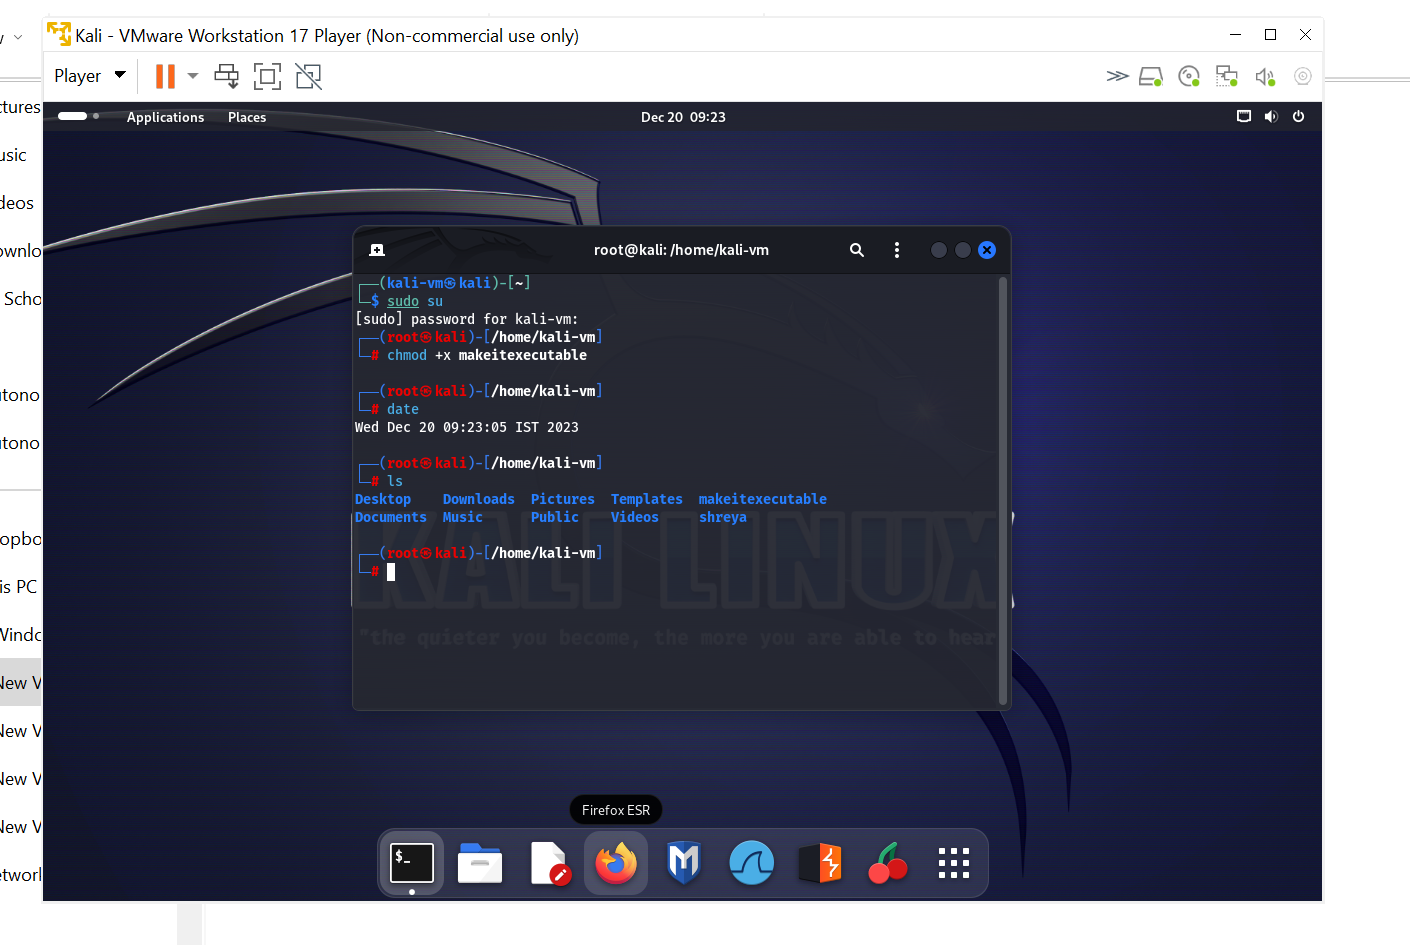 Kali - VMware Workstation 17 Player (Non-commercial use only)
Player
ctures
usic
deos
ownlo
Scho
utono
utono
opbo
is PC
Windo
New V
New V
New V
New V
etworl
Applications Places Dec 20 09:23
root@kali: /home/kali-vm
(kali-vm㉿kali)-[~]
$ sudo su
[sudo] password for kali-vm:
(root㉿kali)-[/home/kali-vm]
# chmod +x makeitexecutable
(root㉿kali)-[/home/kali-vm]
# date
Wed Dec 20 09:23:05 IST 2023
(root㉿kali)-[/home/kali-vm]
# ls
Desktop Downloads Pictures Templates makeitexecutable
Documents Music Public Videos shreya
(root㉿kali)-[/home/kali-vm]
#
KALI LINUX
"the quieter you become, the more you are able to hear
Firefox ESR
$_